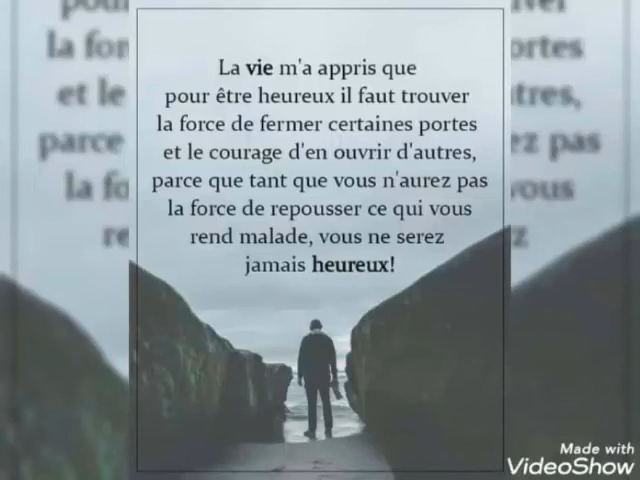 La vie m'a appris que
pour être heureux il faut trouver
la force de fermer certaines portes
et le courage d'en ouvrir d'autres,
parce que tant que vous n'aurez pas
la force de repousser ce qui vous
rend malade, vous ne serez
jamais heureux!
Made with
VideoShow